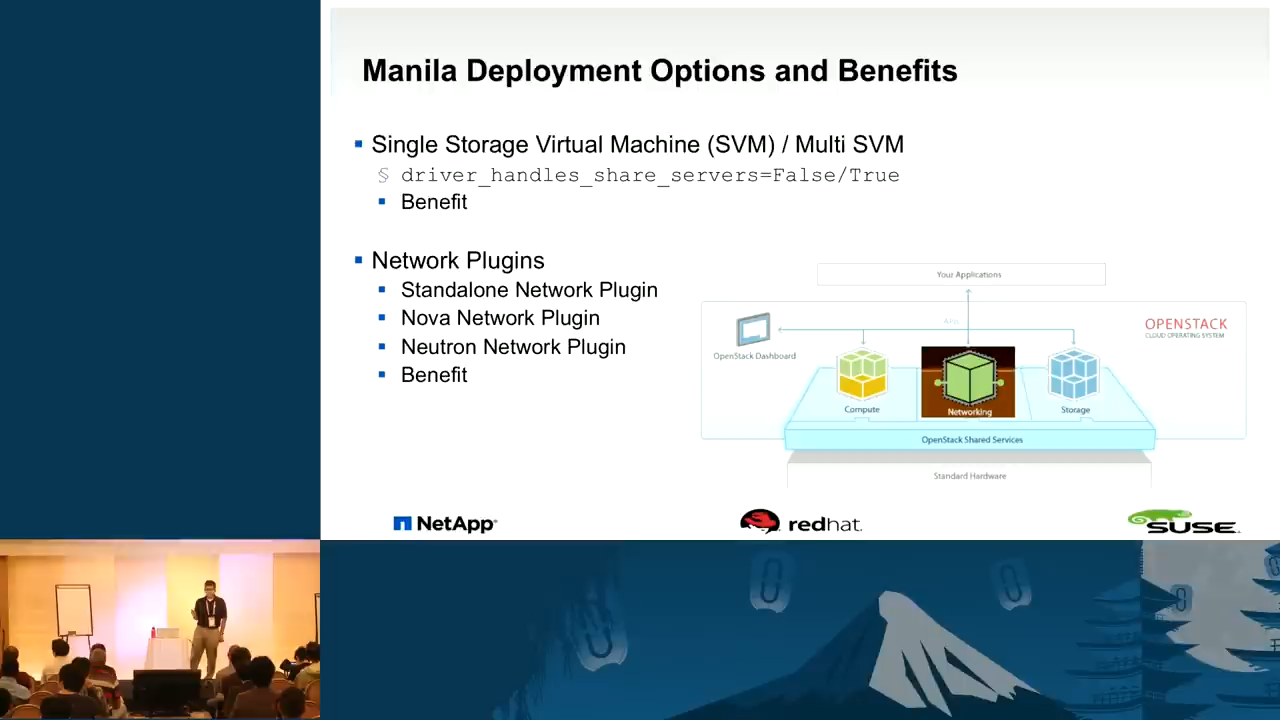 Manila Deployment Options and Benefits
Single Storage Virtual Machine (SVM) / Multi SVM
$ driver_handles_share_servers=False/True
Benefit
Network Plugins
Standalone Network Plugin
Nova Network Plugin
Neutron Network Plugin
Benefit
Your Applications
APIs
OPENSTACK
CLOUD OPERATING SYSTEM
OpenStack Dashboard
Compute
Networking
Storage
OpenStack Shared Services
Standard Hardware
NetApp
redhat.
SUSE